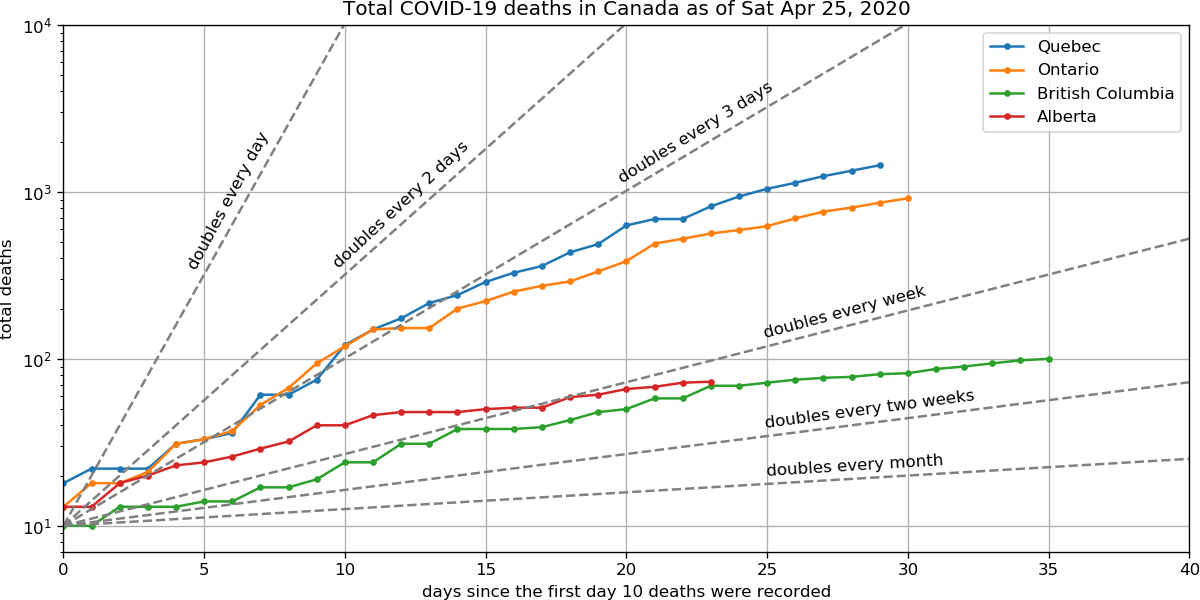 Total COVID-19 deaths in Canada as of Sat Apr 25, 2020
10⁴
10³
10²
10¹
total deaths
doubles every day
doubles every 2 days
doubles every 3 days
doubles every week
doubles every two weeks
doubles every month
Quebec
Ontario
British Columbia
Alberta
0 5 10 15 20 25 30 35 40
days since the first day 10 deaths were recorded